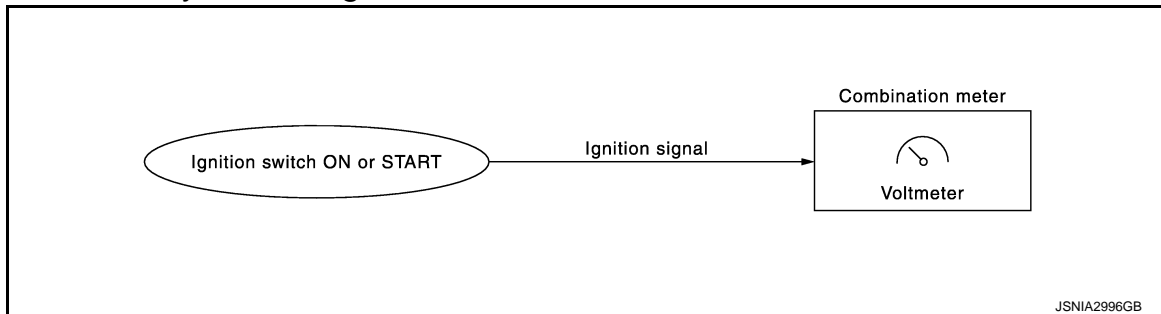 Combination meter
Ignition switch ON or START
Ignition signal
Voltmeter
JSNIA2996GB